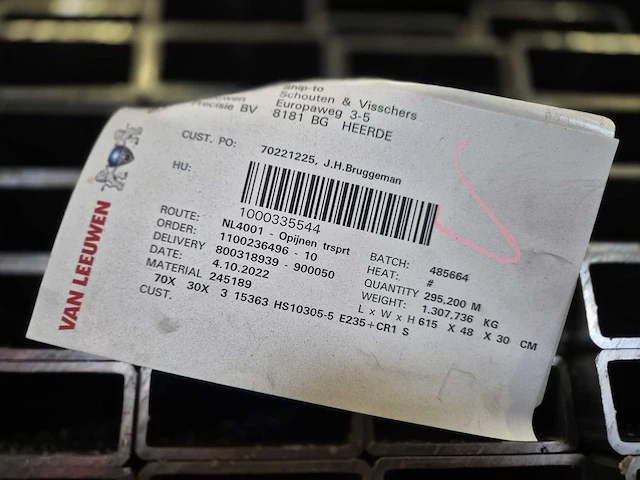 VAN LEEUWEN
Precisie BV
Ship-to
Schouten & Visschers
Europaweg 3-5
8181 BG HEERDE
CUST. PO: 70221225, J.H.Bruggeman
HU:
1000335544
ROUTE: NL4001 - Opijnen trsprt
ORDER: 1100236496 - 10
DELIVERY 800318939 - 900050
DATE: 4.10.2022
MATERIAL 245189
70X 30X 3 15363 HS10305-5 E235+CR1 S
CUST.
BATCH: 485664
HEAT: #
QUANTITY 295,200 M
WEIGHT: 1.307,736 KG
L x W x H 615 X 48 X 30 CM